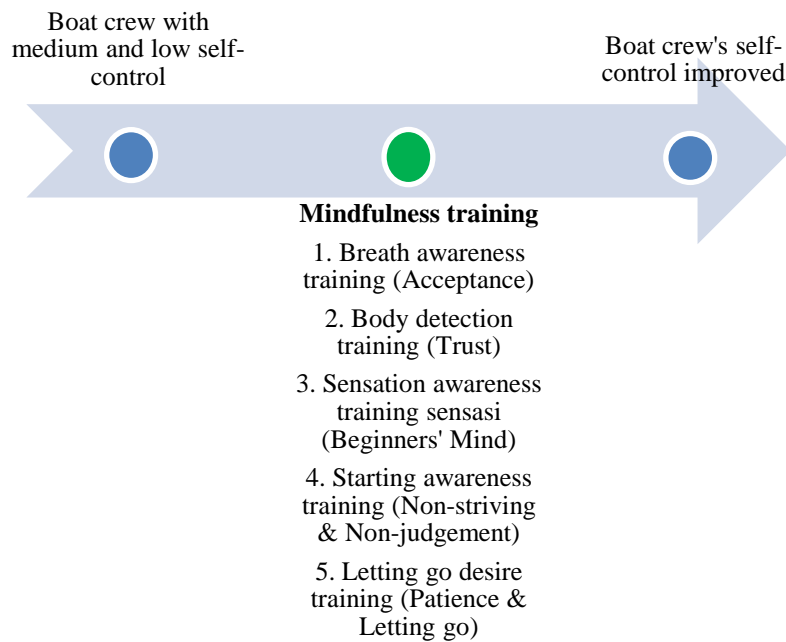 Boat crew with
medium and low self-
control
Boat crew's self-
control improved
Mindfulness training
1. Breath awareness
training (Acceptance)
2. Body detection
training (Trust)
3. Sensation awareness
training sensasi
(Beginners' Mind)
4. Starting awareness
training (Non-striving
& Non-judgement)
5. Letting go desire
training (Patience &
Letting go)